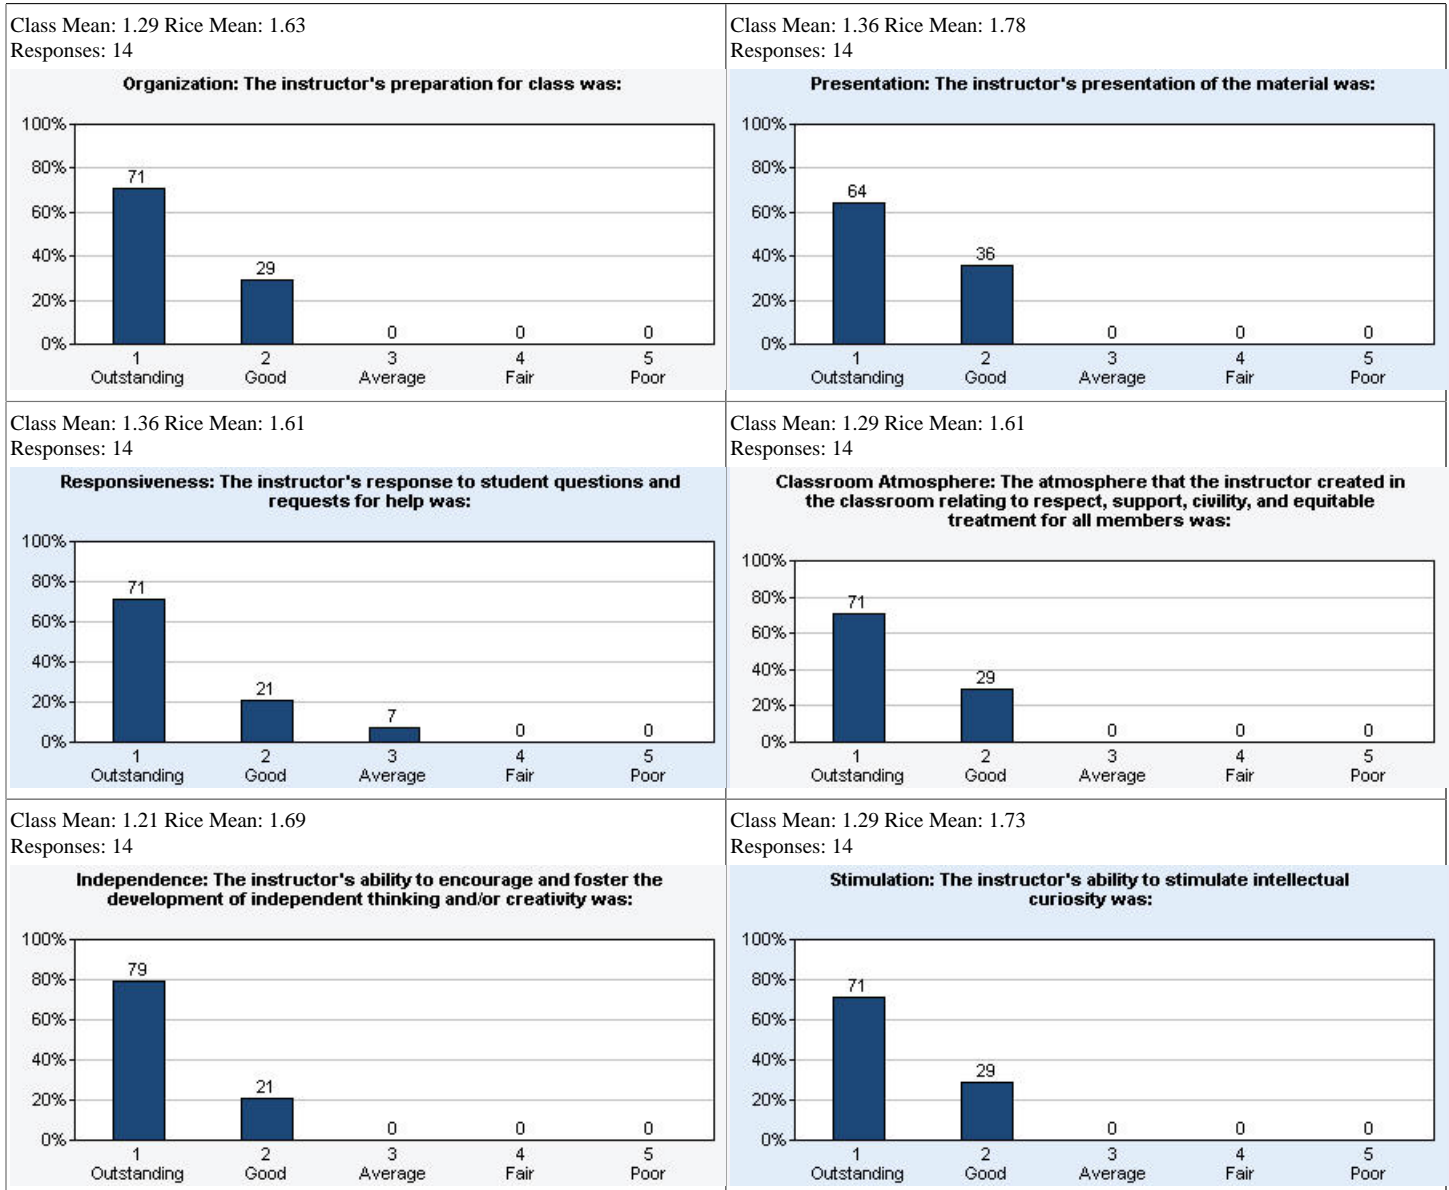 Class Mean: 1.29 Rice Mean: 1.63
Responses: 14
Organization: The instructor's preparation for class was:
100%
80%
60%
40%
20%
0%
71
29
0
0
0
1
2
3
4
5
Outstanding
Good
Average
Fair
Poor
Class Mean: 1.36 Rice Mean: 1.78
Responses: 14
Presentation: The instructor's presentation of the material was:
100%
80%
60%
40%
20%
0%
64
36
0
0
0
1
2
3
4
5
Outstanding
Good
Average
Fair
Poor
Class Mean: 1.36 Rice Mean: 1.61
Responses: 14
Responsiveness: The instructor's response to student questions and
requests for help was:
100%
80%
60%
40%
20%
0%
71
21
7
0
0
1
2
3
4
5
Outstanding
Good
Average
Fair
Poor
Class Mean: 1.29 Rice Mean: 1.61
Responses: 14
Classroom Atmosphere: The atmosphere that the instructor created in
the classroom relating to respect, support, civility, and equitable
treatment for all members was:
100%
80%
60%
40%
20%
0%
71
29
0
0
0
1
2
3
4
5
Outstanding
Good
Average
Fair
Poor
Class Mean: 1.21 Rice Mean: 1.69
Responses: 14
Independence: The instructor's ability to encourage and foster the
development of independent thinking and/or creativity was:
100%
80%
60%
40%
20%
0%
79
21
0
0
0
1
2
3
4
5
Outstanding
Good
Average
Fair
Poor
Class Mean: 1.29 Rice Mean: 1.73
Responses: 14
Stimulation: The instructor's ability to stimulate intellectual
curiosity was:
100%
80%
60%
40%
20%
0%
71
29
0
0
0
1
2
3
4
5
Outstanding
Good
Average
Fair
Poor